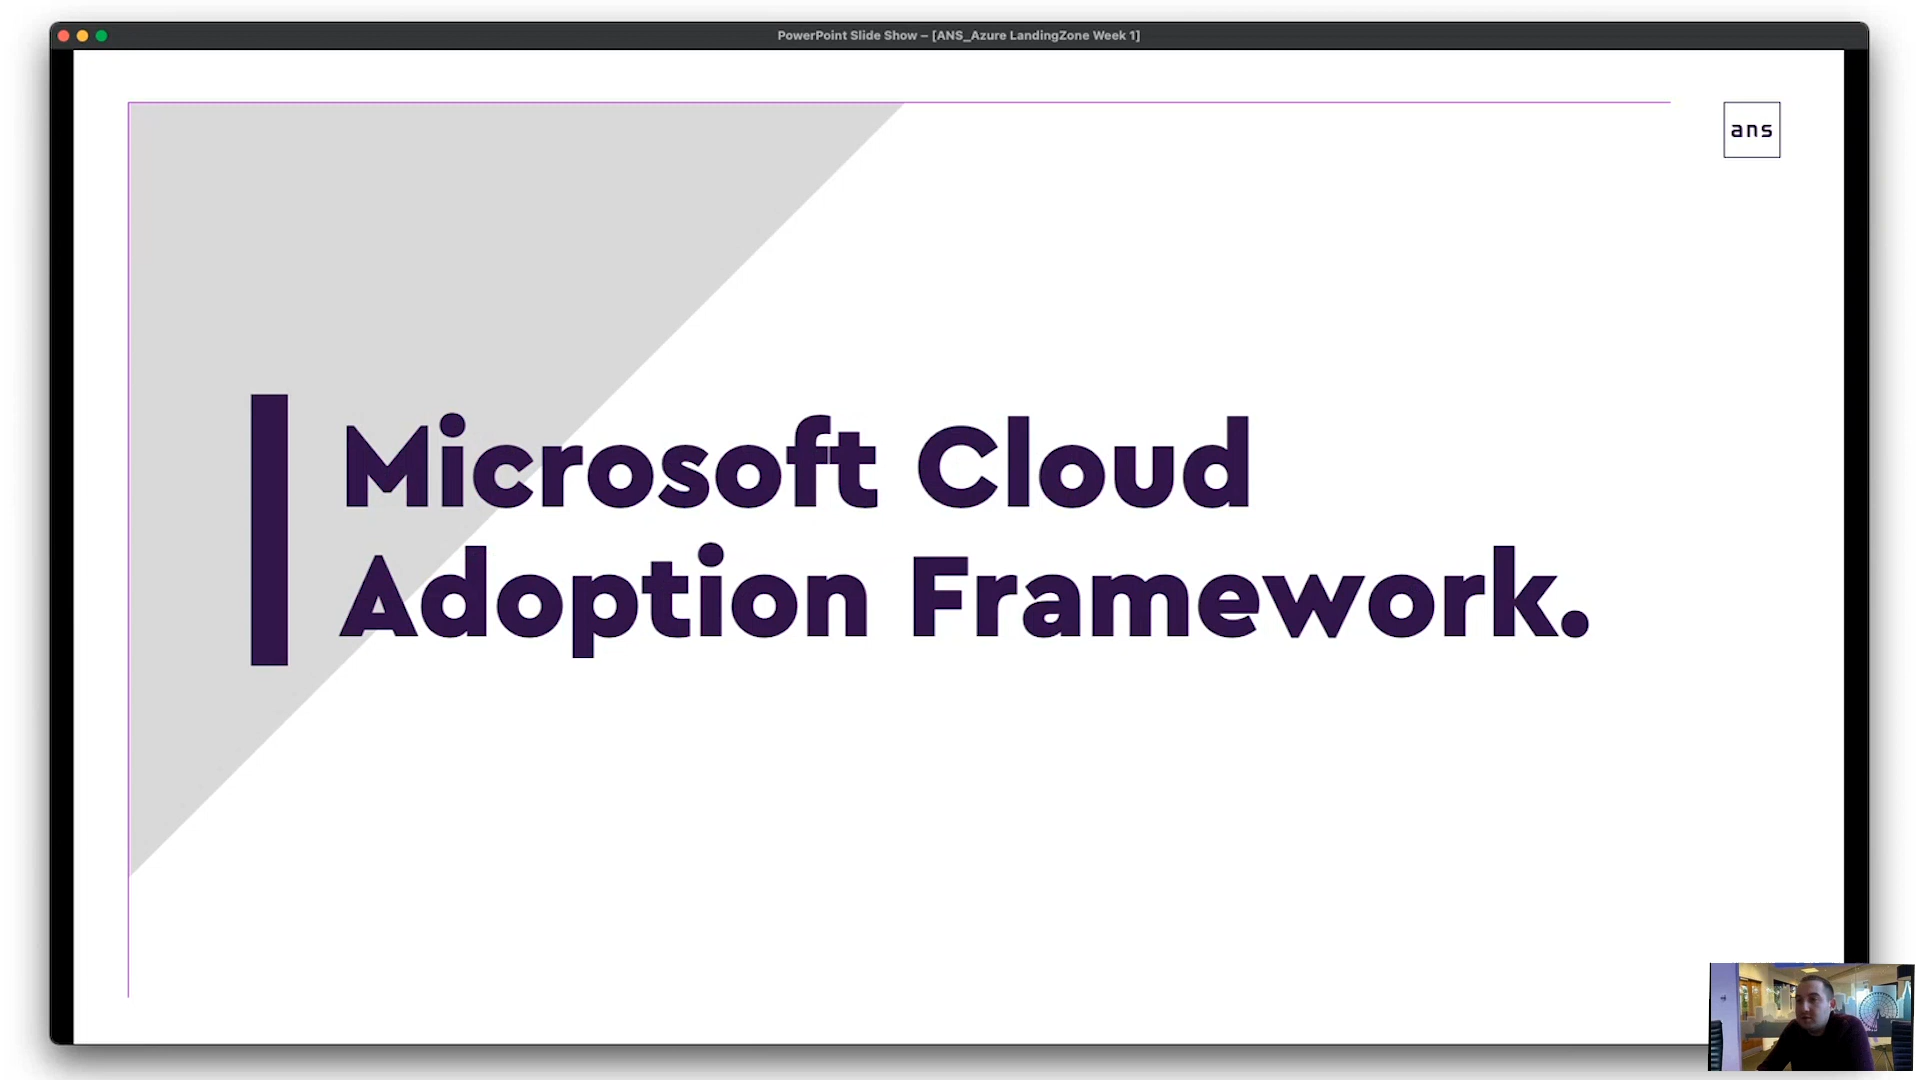 PowerPoint Slide Show – [ANS_Azure LandingZone Week 1]
ans
Microsoft Cloud
Adoption Framework.